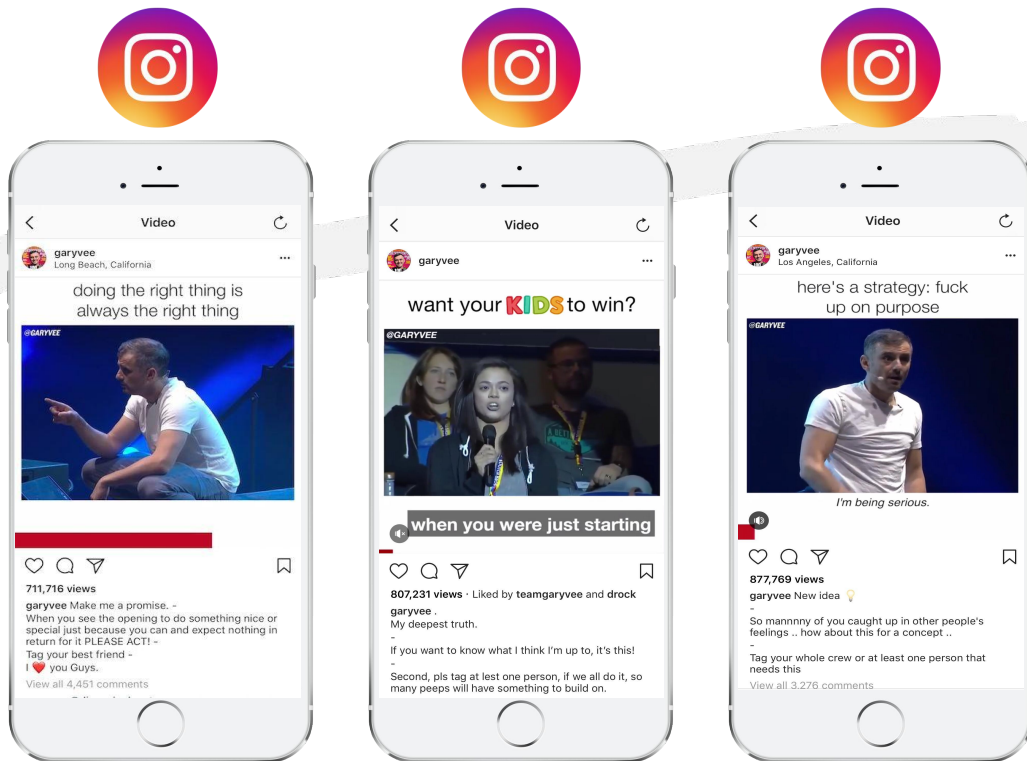 Video
garyvee
Long Beach, California
doing the right thing is
always the right thing
@GARYVEE
711,716 views
garyvee Make me a promise. -
When you see the opening to do something nice or
special just because you can and expect nothing in
return for it PLEASE ACT! -
Tag your best friend -
I ❤️ you Guys.
View all 4,451 comments
Video
garyvee
want your KIDS to win?
@GARYVEE
A BETTER
when you were just starting
807,231 views · Liked by teamgaryvee and drock
garyvee .
My deepest truth.
-
If you want to know what I think I'm up to, it's this!
-
Second, pls tag at lest one person, if we all do it, so
many peeps will have something to build on.
Video
garyvee
Los Angeles, California
here's a strategy: fuck
up on purpose
@GARYVEE
I'm being serious.
877,769 views
garyvee New idea 💡
-
So mannnny of you caught up in other people's
feelings .. how about this for a concept ..
-
Tag your whole crew or at least one person that
needs this
View all 3,276 comments